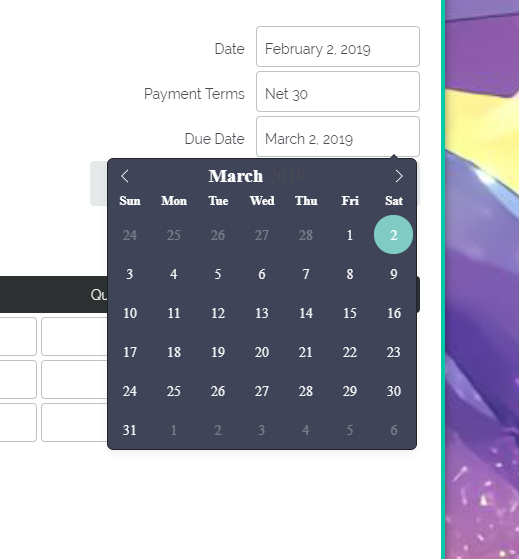 Date February 2, 2019
Payment Terms Net 30
Due Date March 2, 2019
March 2019
Sun Mon Tue Wed Thu Fri Sat
24 25 26 27 28 1 2
3 4 5 6 7 8 9
10 11 12 13 14 15 16
Qu
17 18 19 20 21 22 23
24 25 26 27 28 29 30
31 1 2 3 4 5 6